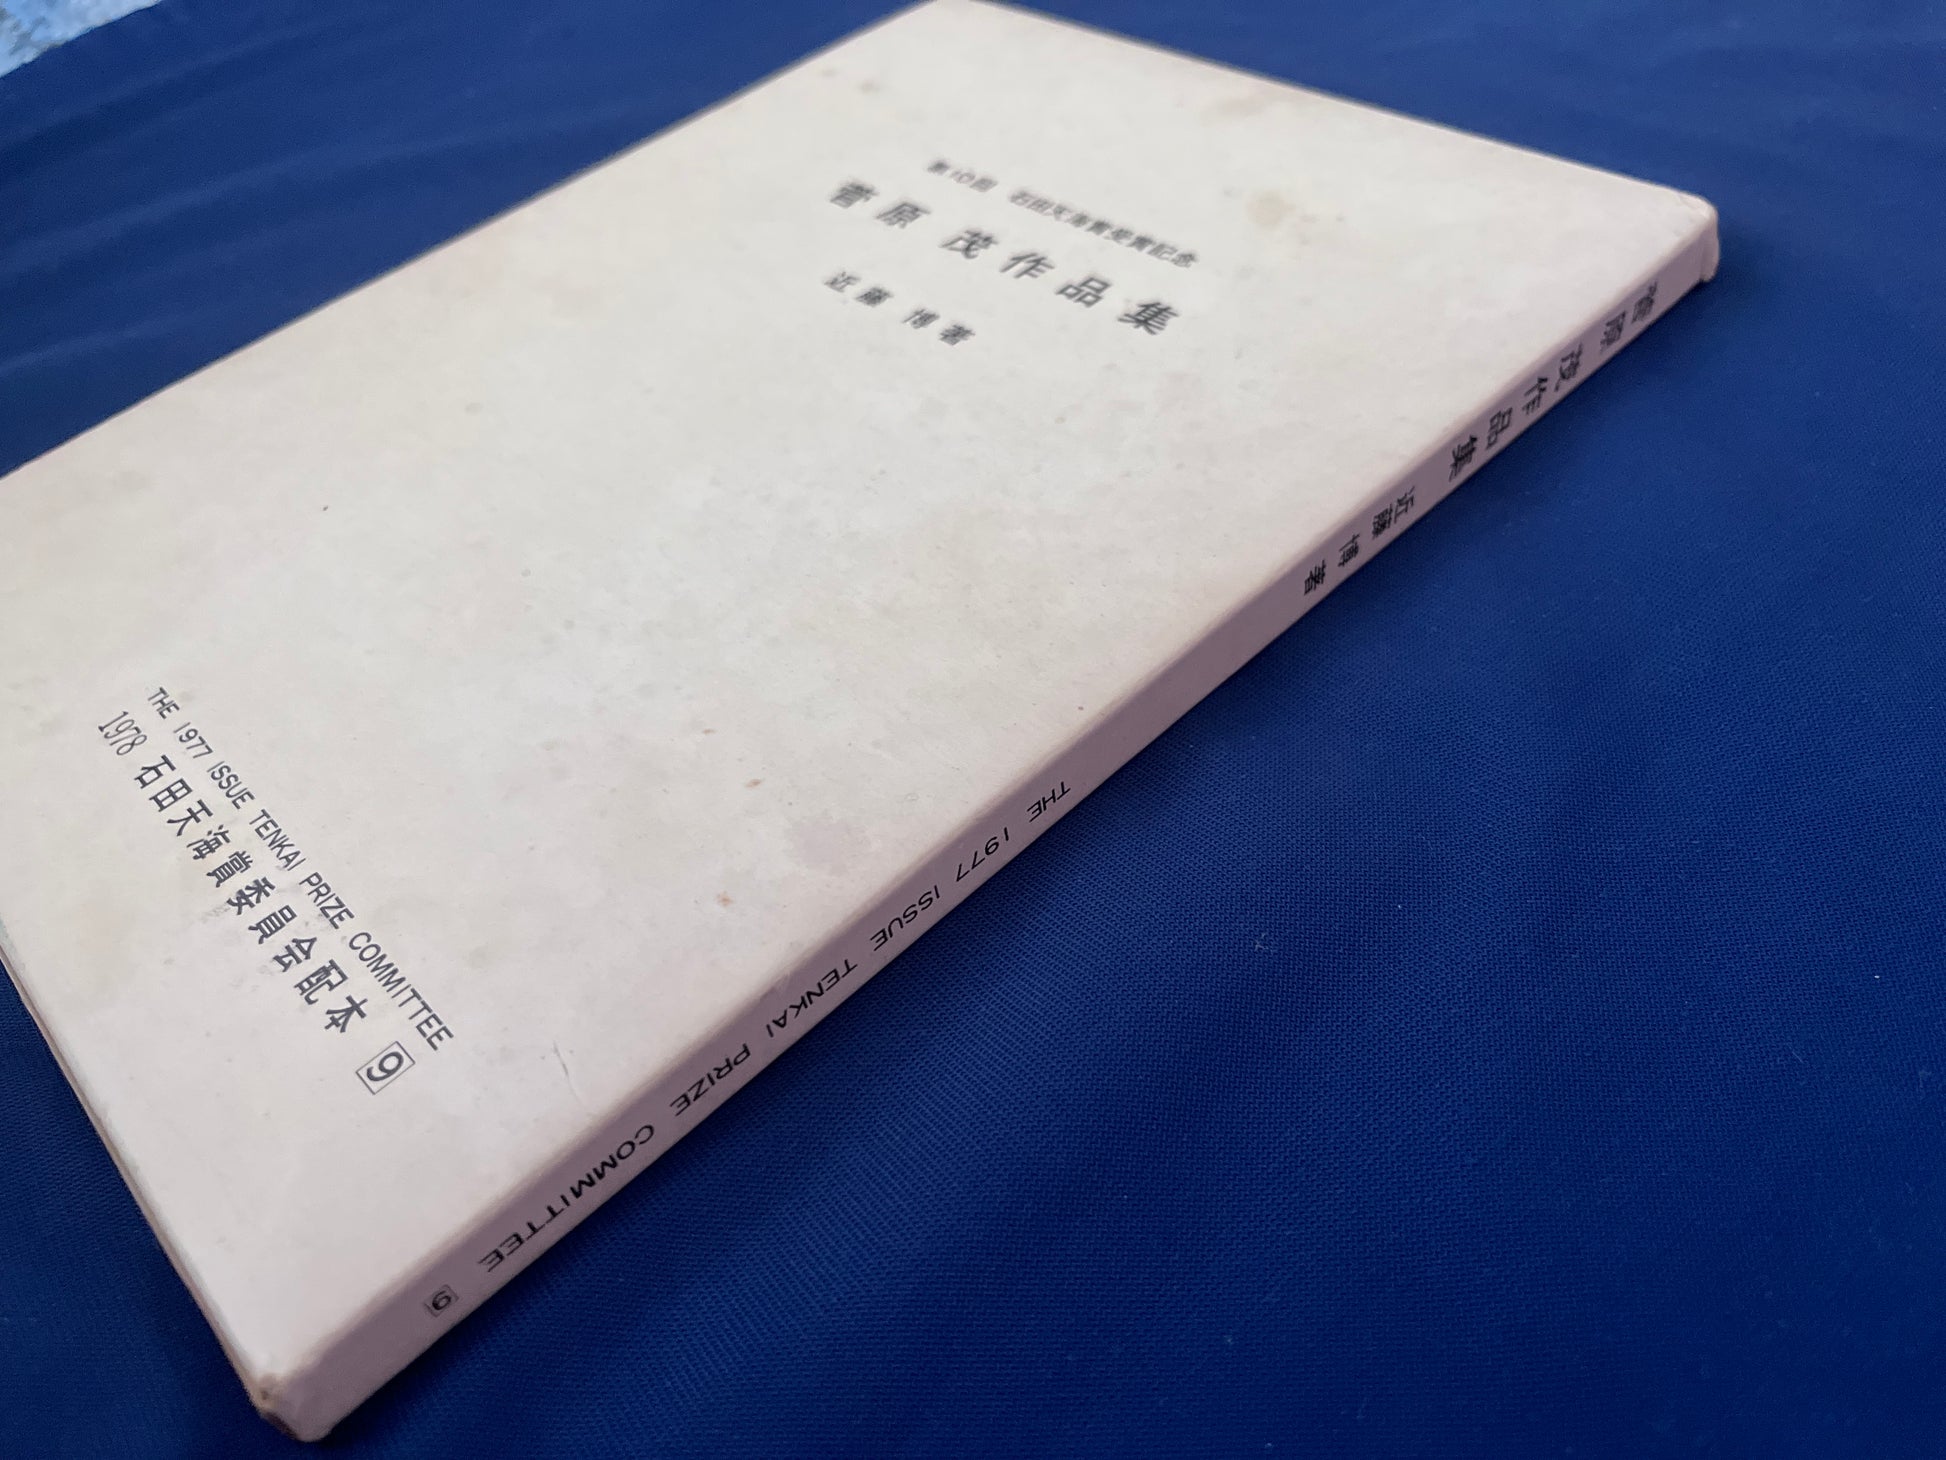 第10回 石田天海賞受賞記念
菅原 茂作品集
近藤 博著
THE 1977 ISSUE TENKAI PRIZE COMMITTEE
1978 石田天海賞委員会配本 9
菅原 茂作品集 近藤 博著 THE 1977 ISSUE TENKAI PRIZE COMMITTEE 9